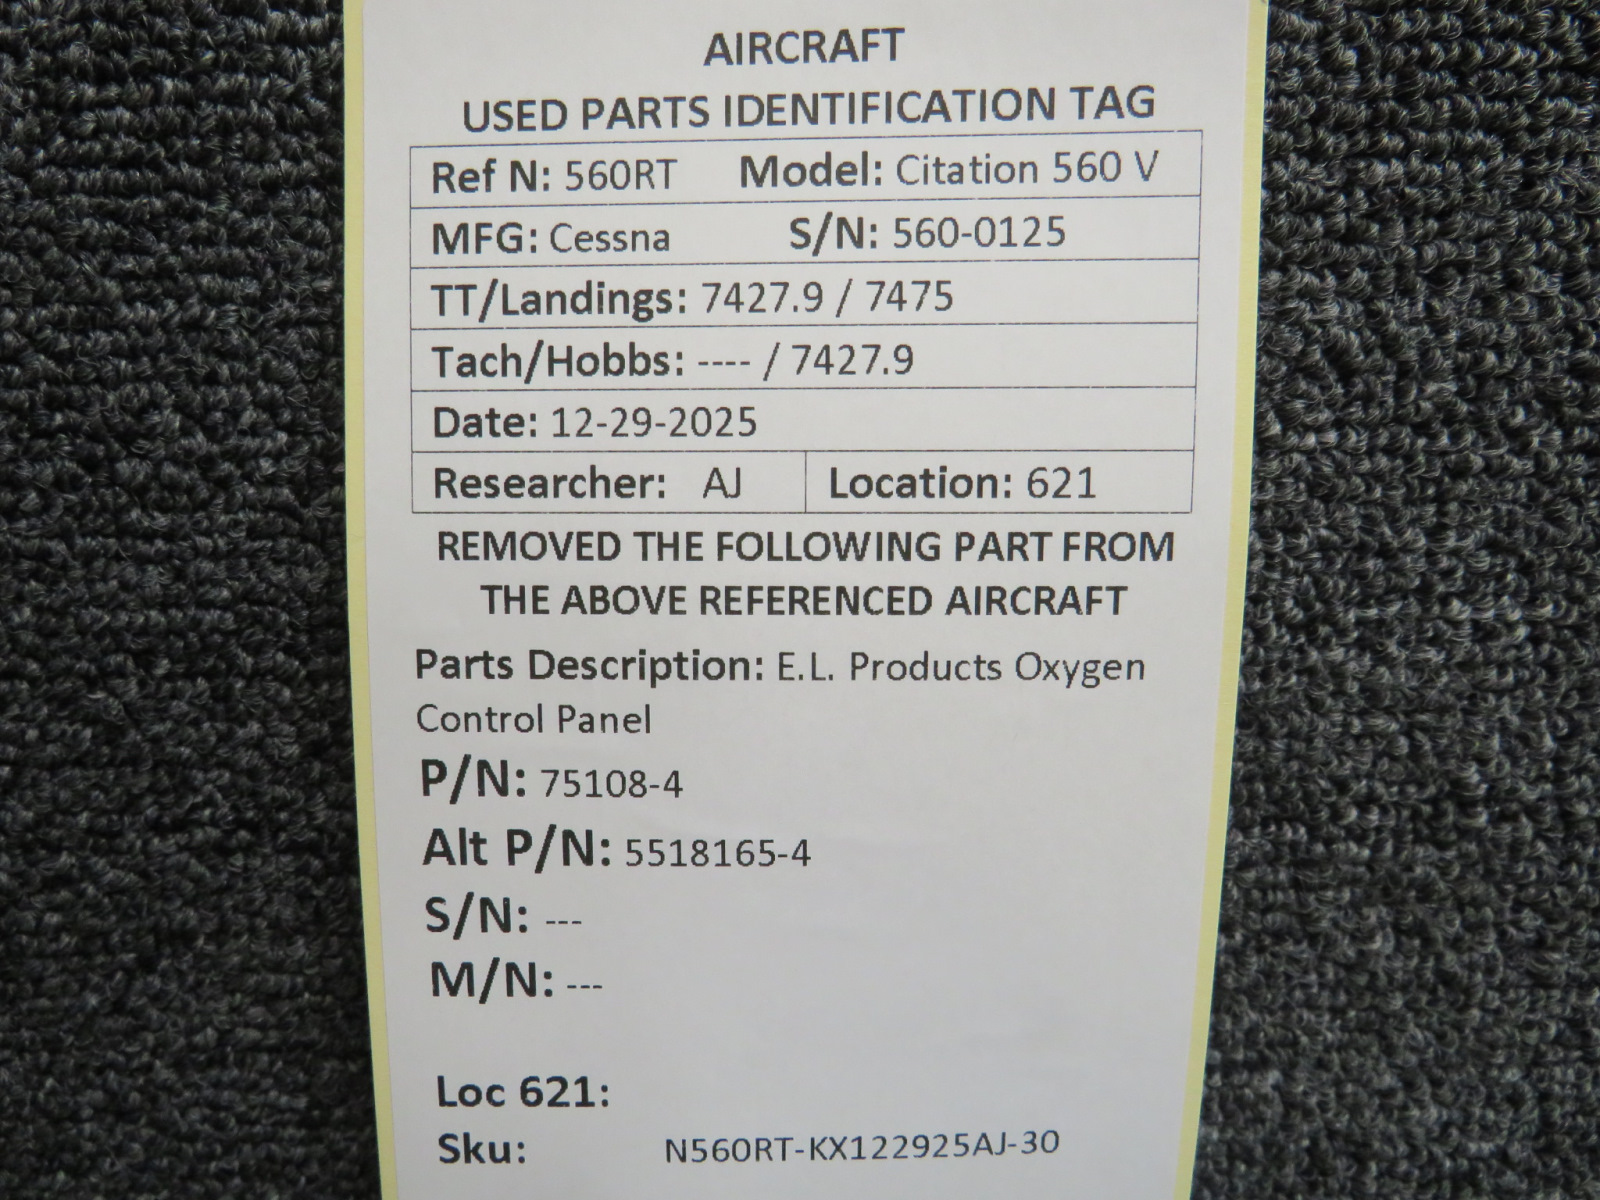 AIRCRAFT
USED PARTS IDENTIFICATION TAG
Ref N: 560RT Model: Citation 560 V
MFG: Cessna S/N: 560-0125
TT/Landings: 7427.9 / 7475
Tach/Hobbs: ---- / 7427.9
Date: 12-29-2025
Researcher: AJ Location: 621
REMOVED THE FOLLOWING PART FROM
THE ABOVE REFERENCED AIRCRAFT
Parts Description: E.L. Products Oxygen
Control Panel
P/N: 75108-4
Alt P/N: 5518165-4
S/N: ---
M/N: ---
Loc 621:
Sku: N560RT-KX122925AJ-30